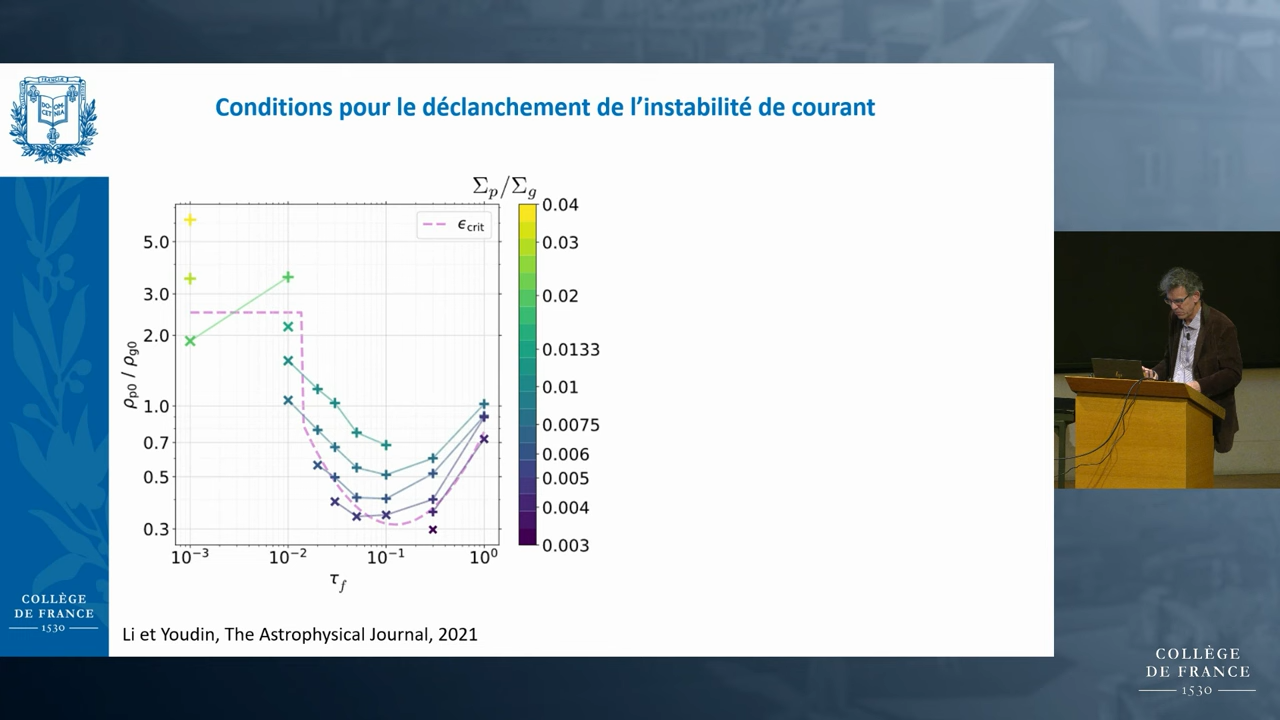 Conditions pour le déclanchement de l'instabilité de courant
Σp/Σg
ϵcrit
5.0
3.0
2.0
1.0
0.7
0.5
0.3
ρp0 / ρg0
10⁻³
10⁻²
10⁻¹
10⁰
τf
0.04
0.03
0.02
0.0133
0.01
0.0075
0.006
0.005
0.004
0.003
Li et Youdin, The Astrophysical Journal, 2021
COLLÈGE
DE FRANCE
1530
COLLÈGE
DE FRANCE
1530